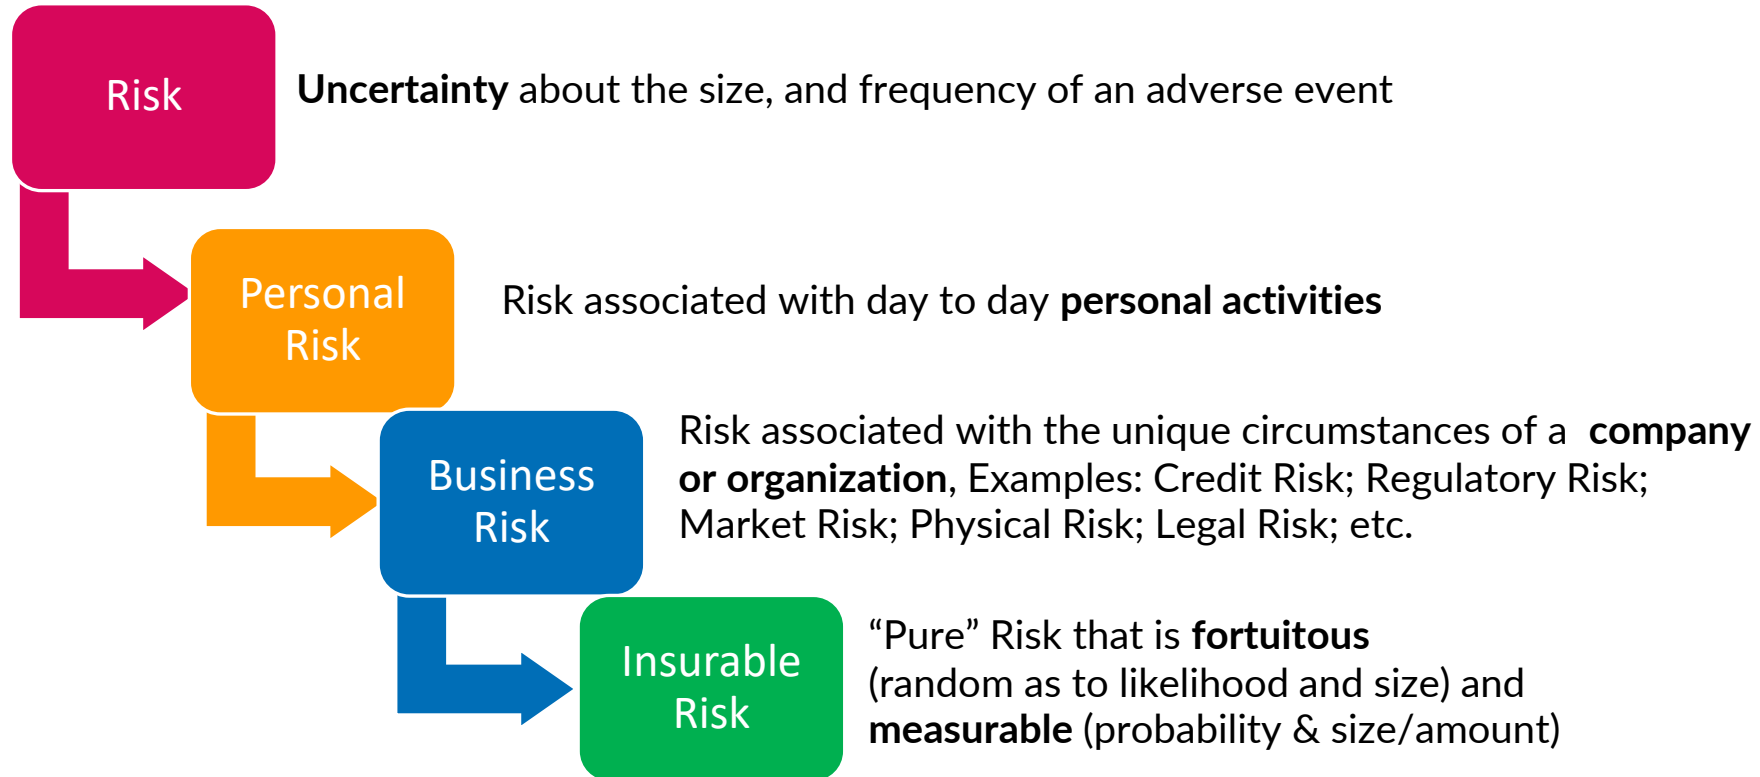 Risk
Uncertainty about the size, and frequency of an adverse event
Personal
Risk
Risk associated with day to day personal activities
Business
Risk
Risk associated with the unique circumstances of a company
or organization, Examples: Credit Risk; Regulatory Risk;
Market Risk; Physical Risk; Legal Risk; etc.
Insurable
Risk
“Pure” Risk that is fortuitous
(random as to likelihood and size) and
measurable (probability & size/amount)